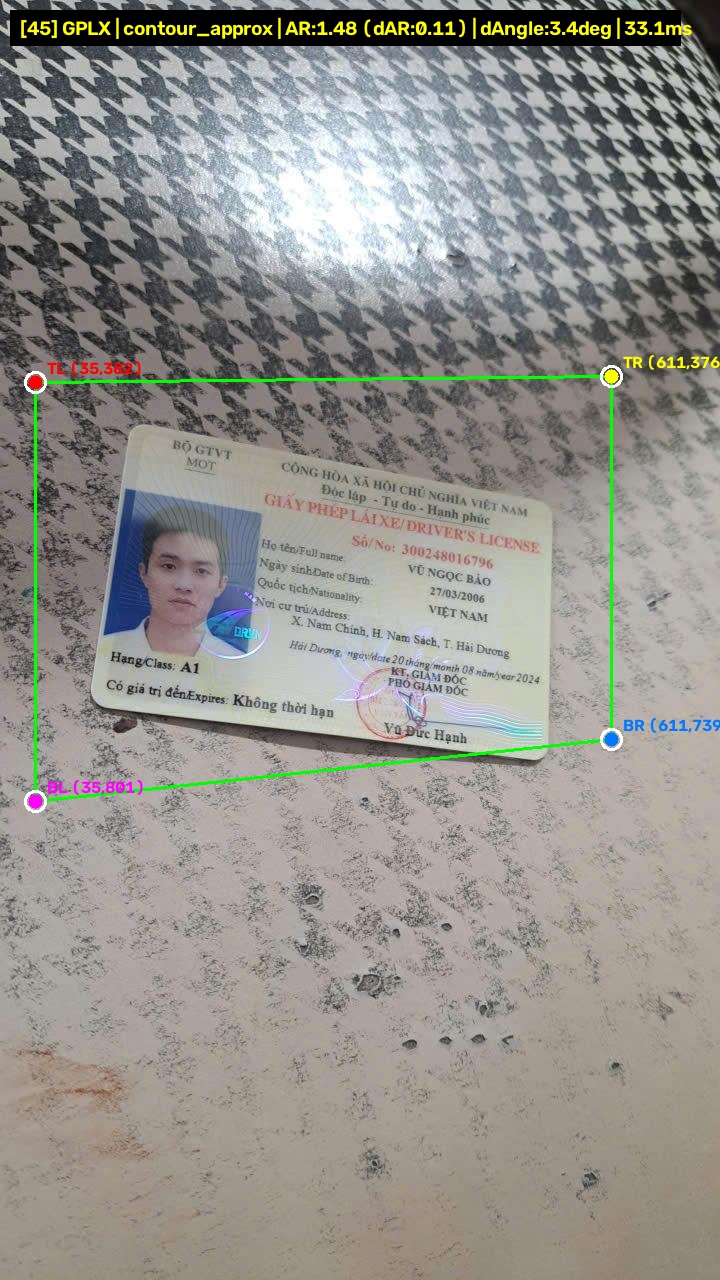 [45] GPLX | contour_approx | AR:1.48 (dAR:0.11) | dAngle:3.4deg | 33.1ms
TL (35,382)
TR (611,376
BỘ GTVT
MOT
CỘNG HÒA XÃ HỘI CHỦ NGHĨA VIỆT NAM
Độc lập - Tự do - Hạnh phúc
GIẤY PHÉP LÁI XE/DRIVER'S LICENSE
Số/No: 300248016796
Họ tên/Full name: VŨ NGỌC BẢO
Ngày sinh/Date of Birth: 27/03/2006
Quốc tịch/Nationality: VIỆT NAM
Nơi cư trú/Address:
X. Nam Chính, H. Nam Sách, T. Hải Dương
Hải Dương, ngày/date 20 tháng/month 08 năm/year 2024
Hạng/Class: A1
KT, GIÁM ĐỐC
PHÓ GIÁM ĐỐC
Có giá trị đến/Expires: Không thời hạn
Vũ Đức Hạnh
BR (611,739
BL (35,801)